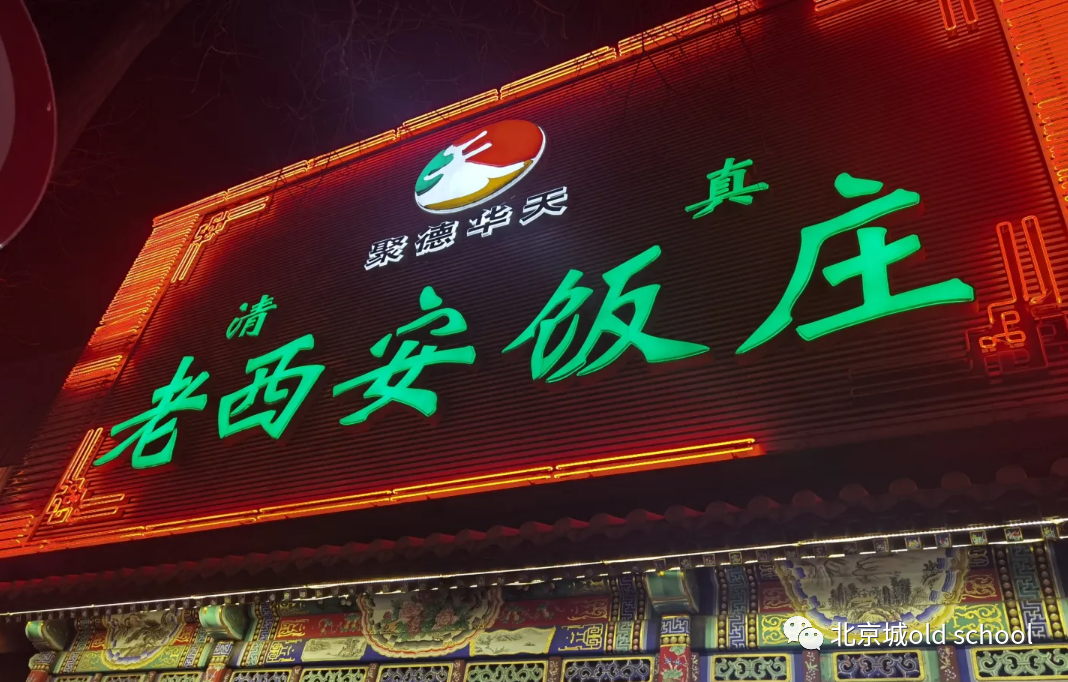 聚德华天
清 真
老西安饭庄
北京城old school